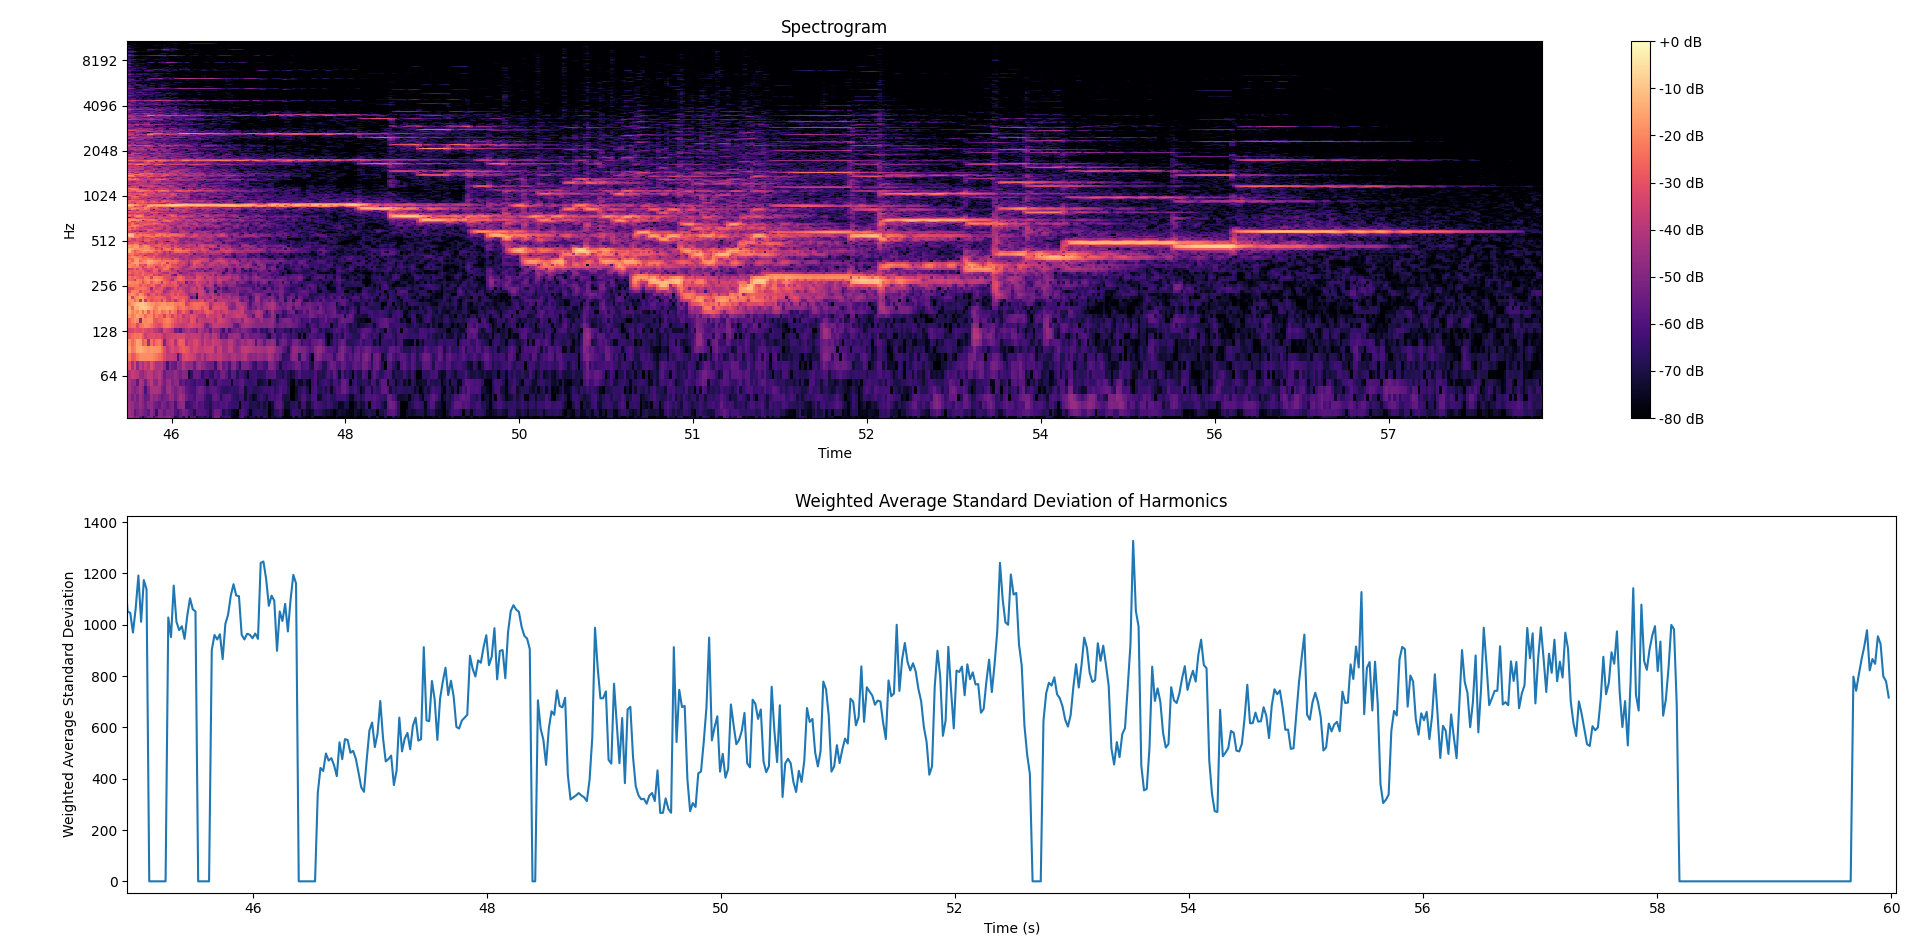 Spectrogram
8192
4096
2048
1024
512
256
128
64
Hz
46 48 50 51 52 54 56 57
Time
+0 dB
-10 dB
-20 dB
-30 dB
-40 dB
-50 dB
-60 dB
-70 dB
-80 dB
Weighted Average Standard Deviation of Harmonics
1400
1200
1000
800
600
400
200
0
Weighted Average Standard Deviation
46 48 50 52 54 56 58 60
Time (s)